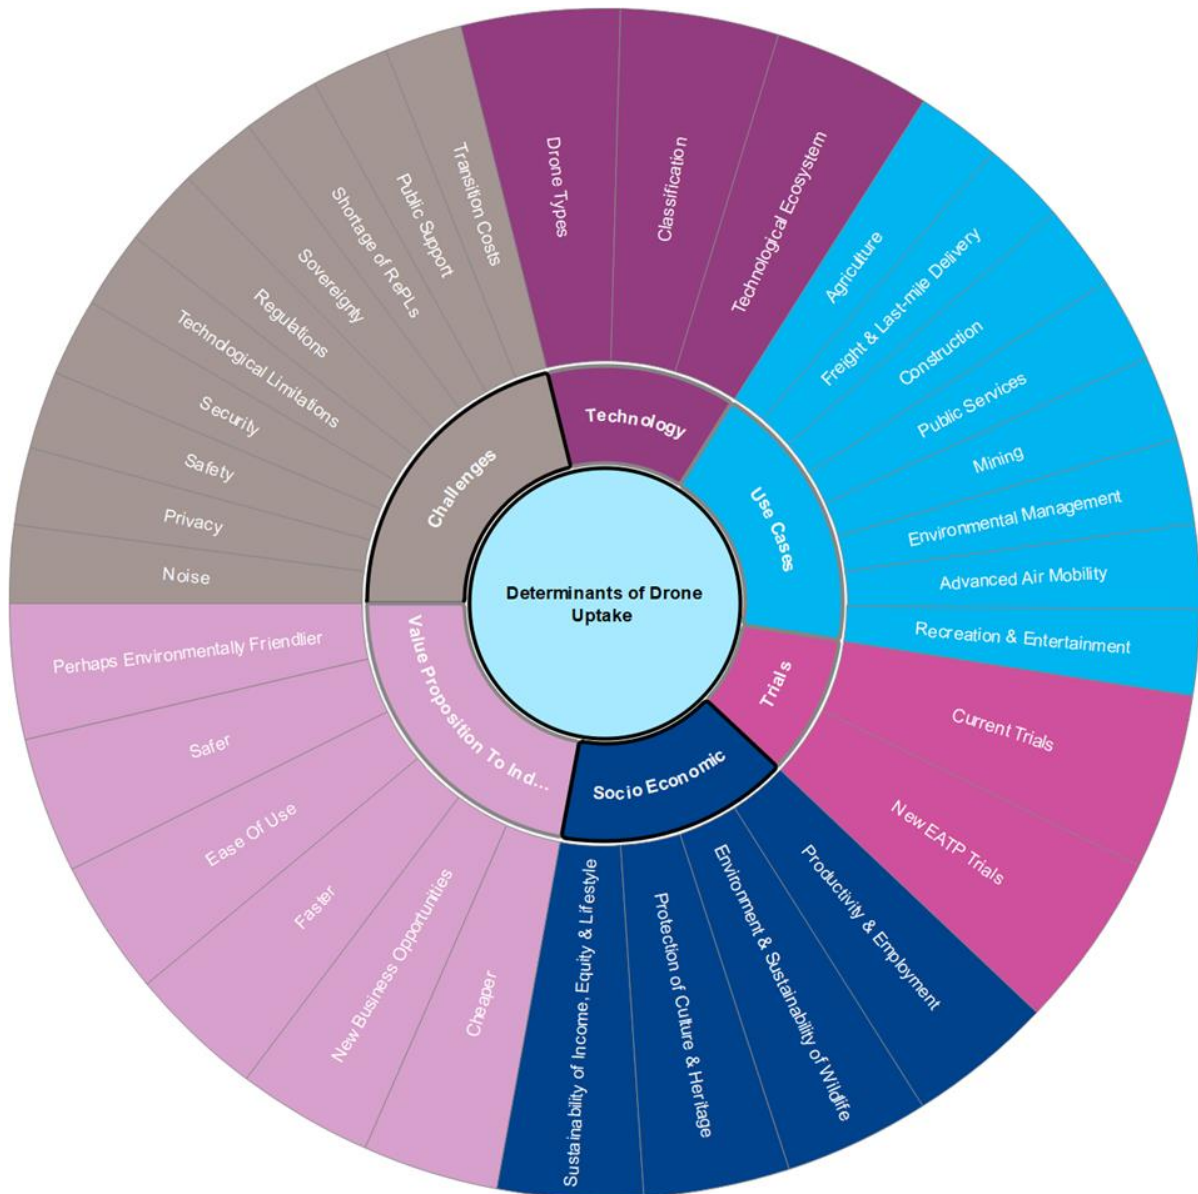 Determinants of Drone
Uptake
Technology
Drone Types
Classification
Technological Ecosystem
Use Cases
Agriculture
Freight & Last-mile Delivery
Construction
Public Services
Mining
Environmental Management
Advanced Air Mobility
Recreation & Entertainment
Trials
Current Trials
New EATP Trials
Socio Economic
Productivity & Employment
Environment & Sustainability of Wildlife
Protection of Culture & Heritage
Sustainability of Income, Equity & Lifestyle
Value Proposition To Ind...
Cheaper
New Business Opportunities
Faster
Ease Of Use
Safer
Perhaps Environmentally Friendlier
Challenges
Noise
Privacy
Safety
Security
Technological Limitations
Regulations
Sovereignty
Shortage of RePLs
Public Support
Transition Costs